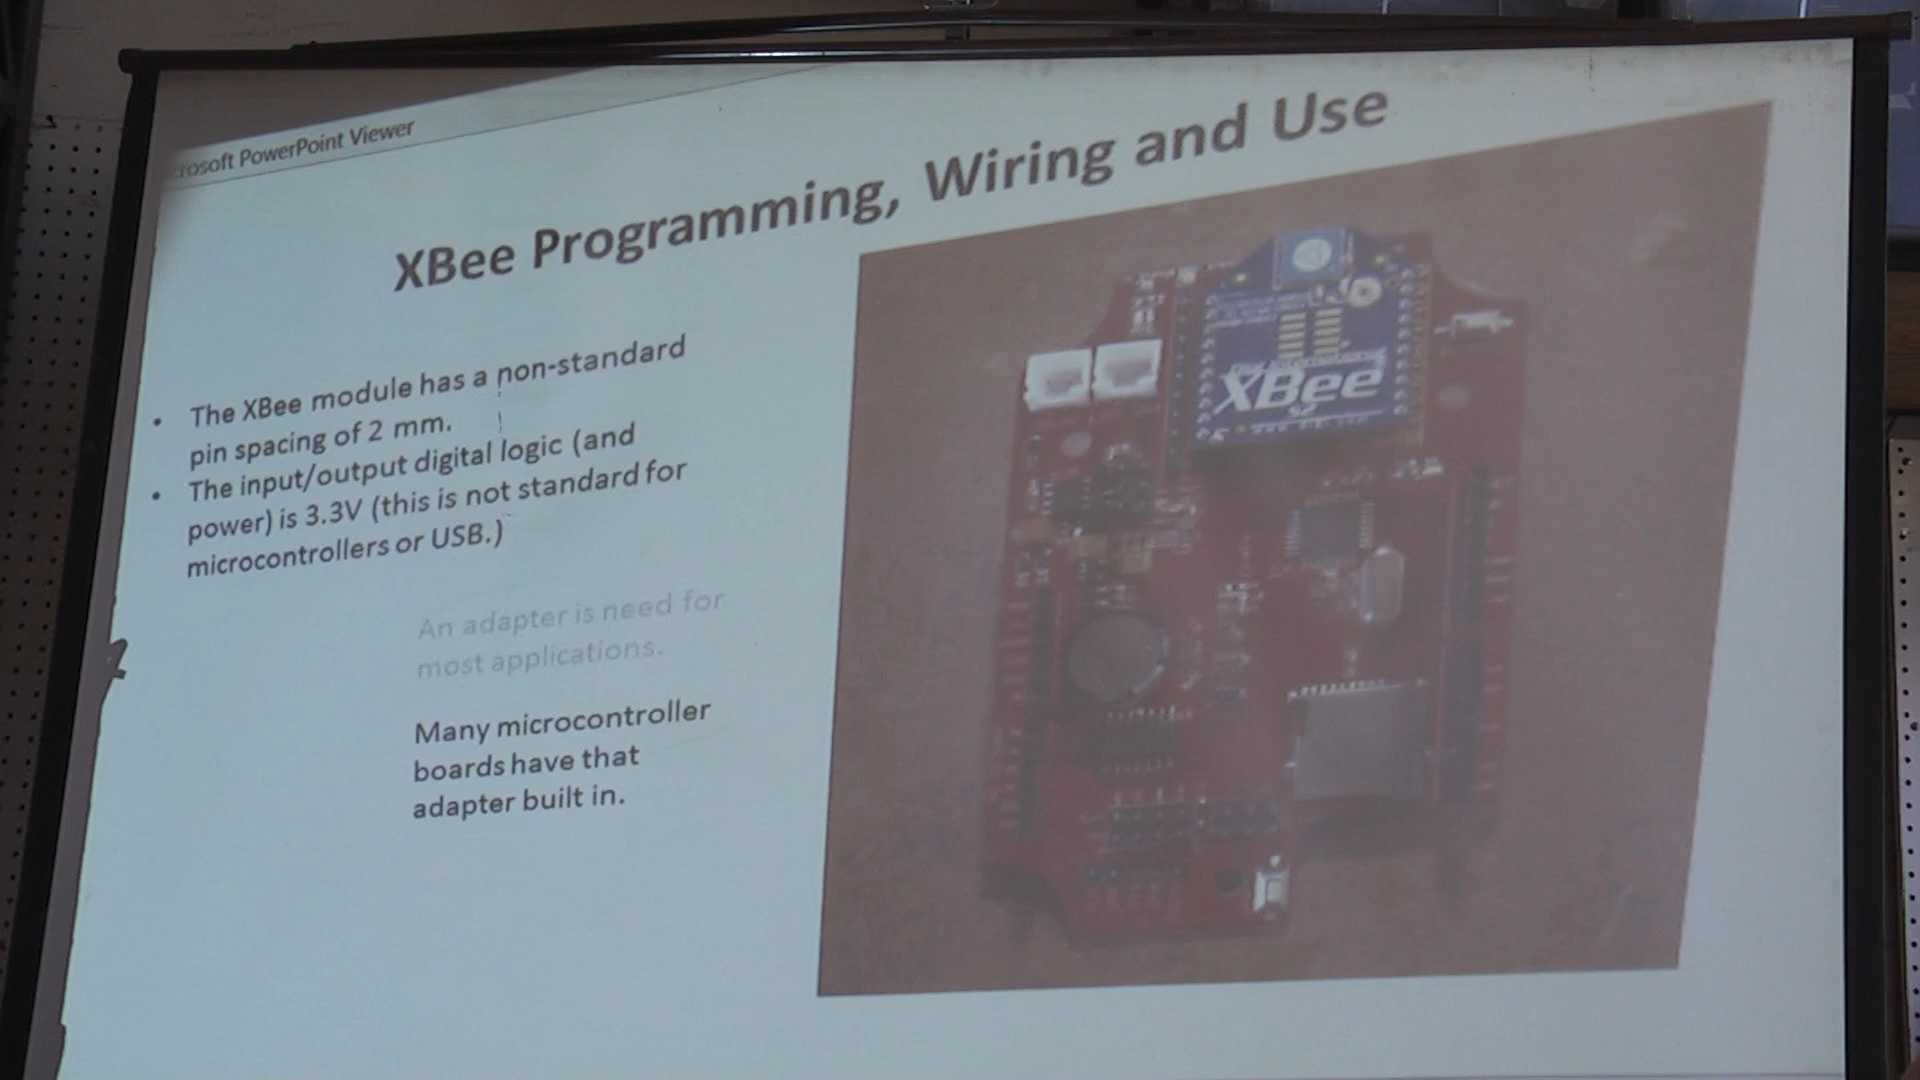 rosoft PowerPoint Viewer
XBee Programming, Wiring and Use
• The XBee module has a non-standard
pin spacing of 2 mm.
• The input/output digital logic (and
power) is 3.3V (this is not standard for
microcontrollers or USB.)
An adapter is need for
most applications.
Many microcontroller
boards have that
adapter built in.
XBee
S2